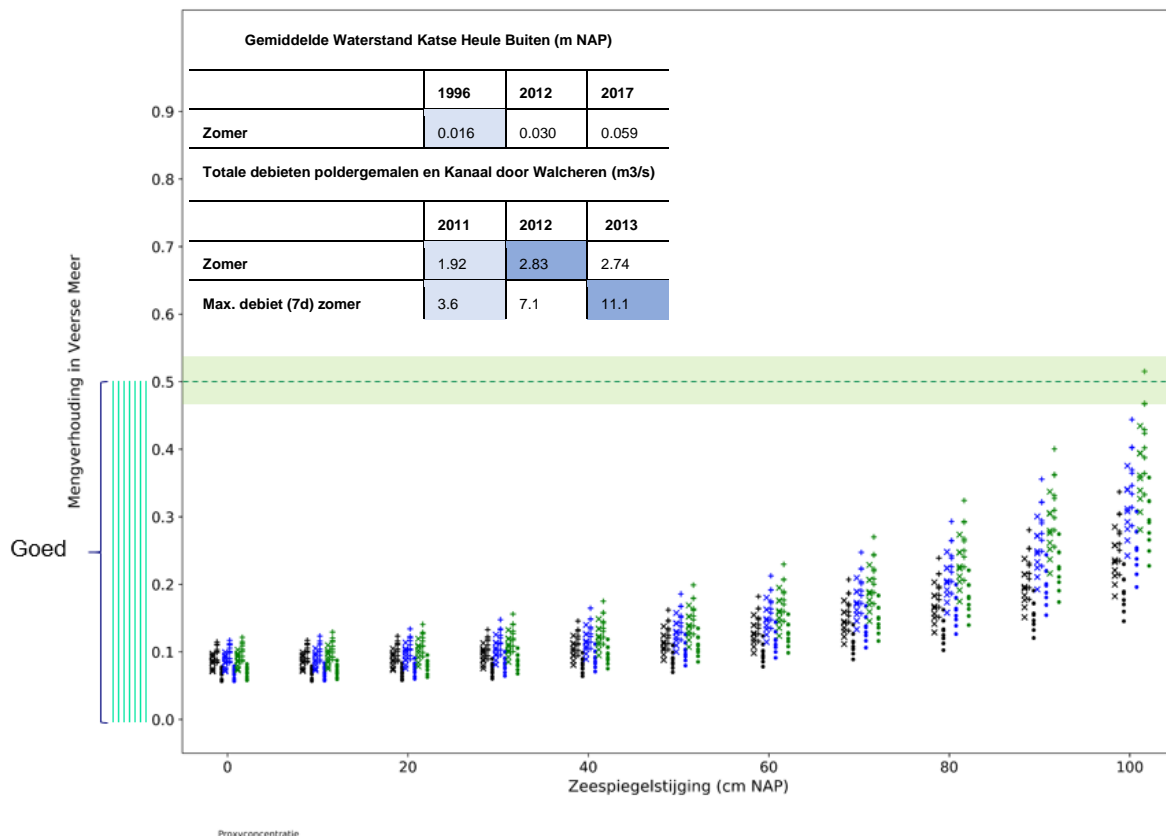 Gemiddelde Waterstand Katse Heule Buiten (m NAP)
1996 2012 2017
Zomer 0.016 0.030 0.059
Totale debieten poldergemalen en Kanaal door Walcheren (m3/s)
2011 2012 2013
Zomer 1.92 2.83 2.74
Max. debiet (7d) zomer 3.6 7.1 11.1
Mengverhouding in Veerse Meer
0.9
0.8
0.7
0.6
0.5
0.4
0.3
0.2
0.1
0.0
Goed
0 20 40 60 80 100
Zeespiegelstijging (cm NAP)
Proxyconcentratie